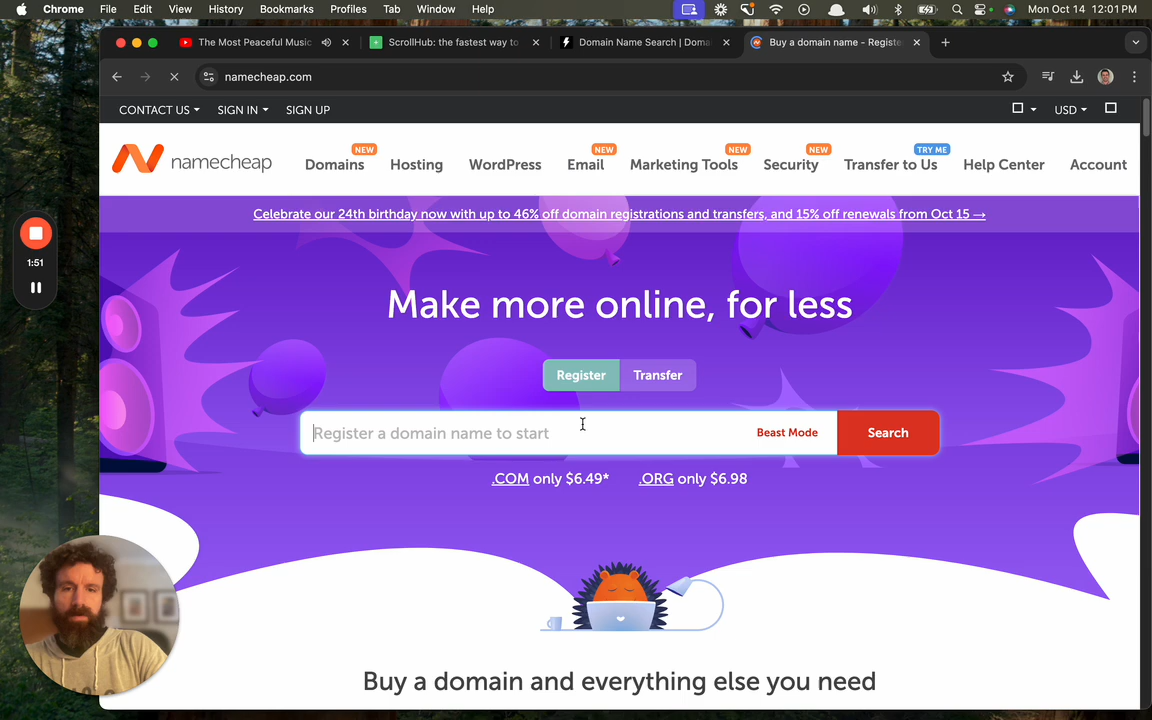 Chrome File Edit View History Bookmarks Profiles Tab Window Help Mon Oct 14 12:01 PM
The Most Peaceful Music ScrollHub: the fastest way to Domain Name Search | Doma Buy a domain name - Registe
namecheap.com
CONTACT US SIGN IN SIGN UP USD
NEW NEW NEW NEW TRY ME
namecheap Domains Hosting WordPress Email Marketing Tools Security Transfer to Us Help Center Account
Celebrate our 24th birthday now with up to 46% off domain registrations and transfers, and 15% off renewals from Oct 15 →
1:51
Make more online, for less
Register Transfer
Register a domain name to start Beast Mode Search
.COM only $6.49* .ORG only $6.98
Buy a domain and everything else you need